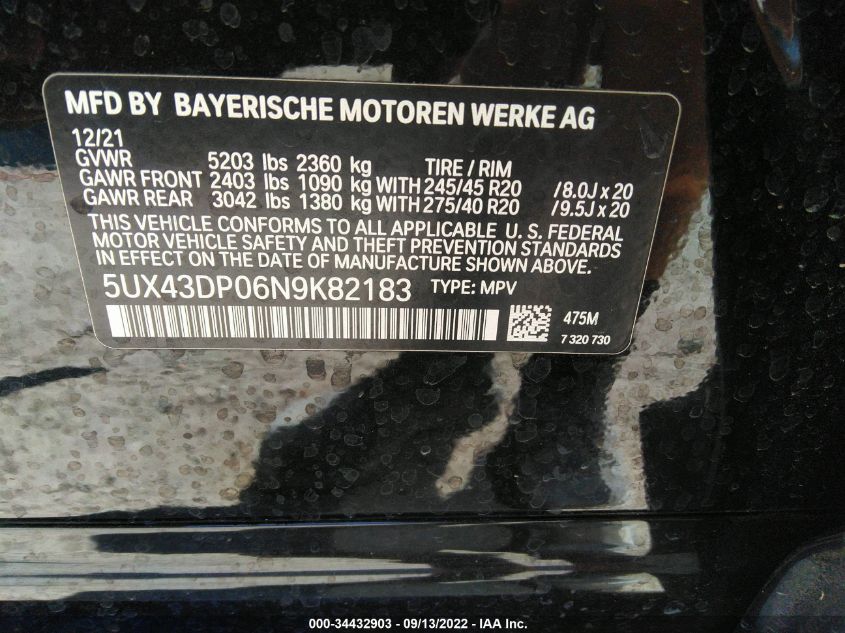 MFD BY BAYERISCHE MOTOREN WERKE AG
12/21
GVWR 5203 lbs 2360 kg TIRE / RIM
GAWR FRONT 2403 lbs 1090 kg WITH 245/45 R20 /8.0J x 20
GAWR REAR 3042 lbs 1380 kg WITH 275/40 R20 /9.5J x 20
THIS VEHICLE CONFORMS TO ALL APPLICABLE U. S. FEDERAL
MOTOR VEHICLE SAFETY AND THEFT PREVENTION STANDARDS
IN EFFECT ON THE DATE OF MANUFACTURE SHOWN ABOVE.
5UX43DP06N9K82183 TYPE: MPV
475M
7 320 730
000-34432903 - 09/13/2022 - IAA Inc.